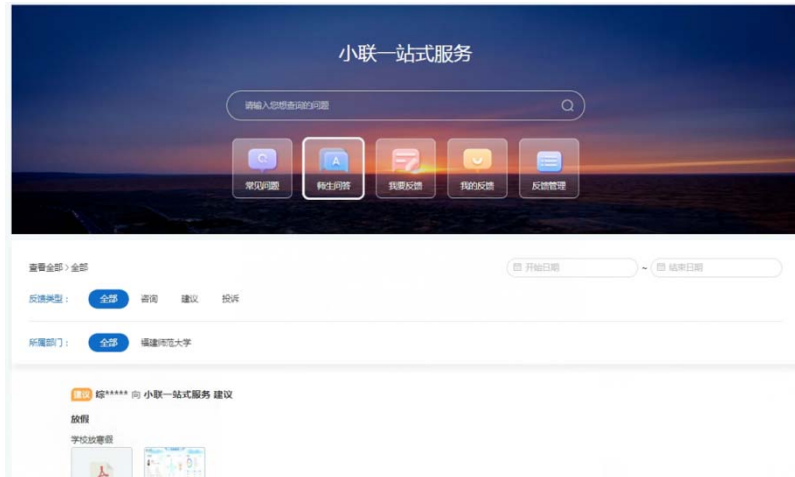 小联一站式服务
请输入您想查询的问题
常见问题 师生问答 我要反馈 我的反馈 反馈管理
查看全部 > 全部 开始日期 ~ 结束日期
反馈类型： 全部 咨询 建议 投诉
所属部门： 全部 福建师范大学
建议 综***** 向 小联一站式服务 建议
放假
学校放寒假